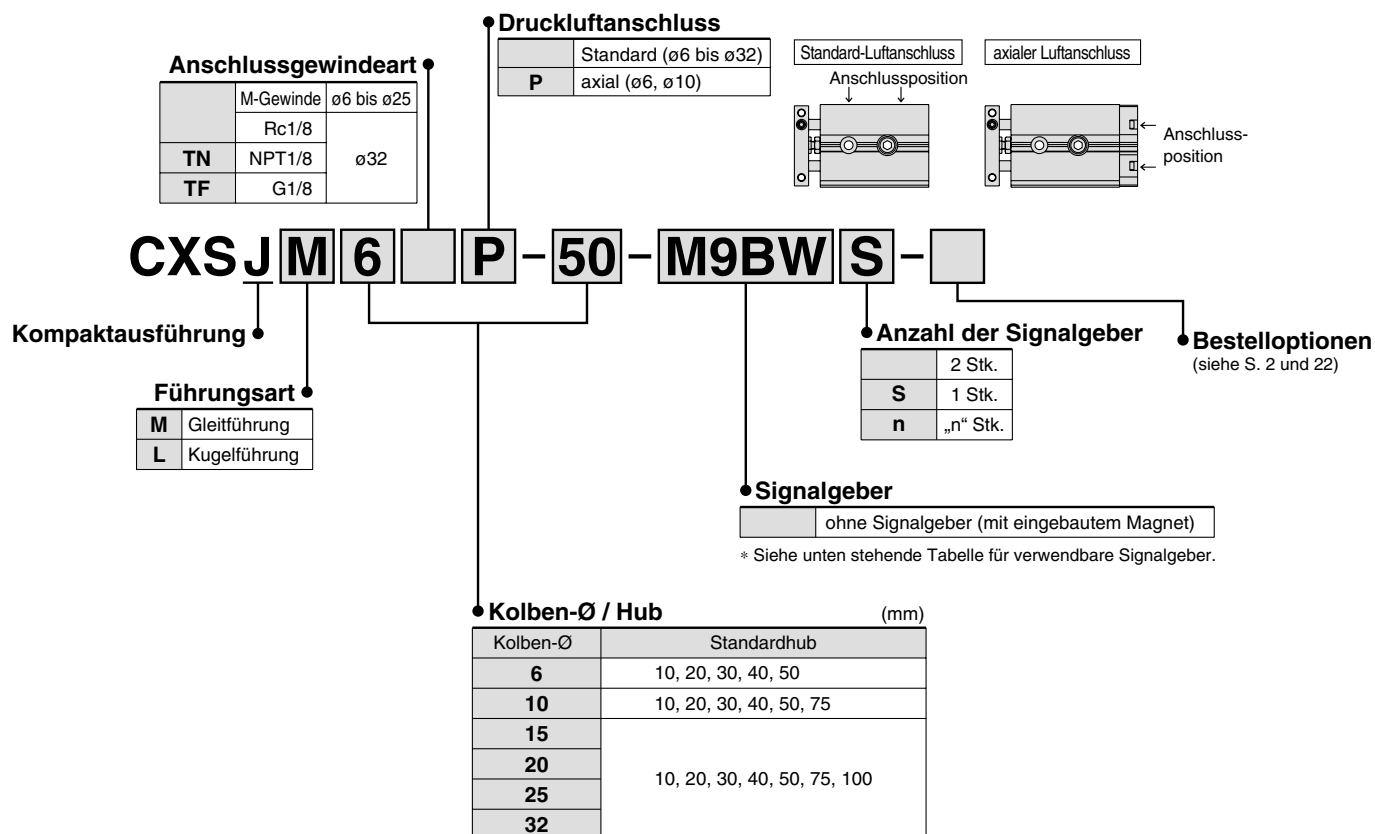 Druckluftanschluss
Standard (ø6 bis ø32)
P axial (ø6, ø10)
Standard-Luftanschluss
axialer Luftanschluss
Anschlussposition
Anschluss-
position
Anschlussgewindeart
M-Gewinde ø6 bis ø25
Rc1/8
TN NPT1/8 ø32
TF G1/8
CXSJM6 P-50-M9BWS-
Kompaktausführung
Führungsart
M Gleitführung
L Kugelführung
Anzahl der Signalgeber
2 Stk.
S 1 Stk.
n „n“ Stk.
Bestelloptionen
(siehe S. 2 und 22)
Signalgeber
ohne Signalgeber (mit eingebautem Magnet)
* Siehe unten stehende Tabelle für verwendbare Signalgeber.
Kolben-Ø / Hub (mm)
Kolben-Ø Standardhub
6 10, 20, 30, 40, 50
10 10, 20, 30, 40, 50, 75
15
20
10, 20, 30, 40, 50, 75, 100
25
32